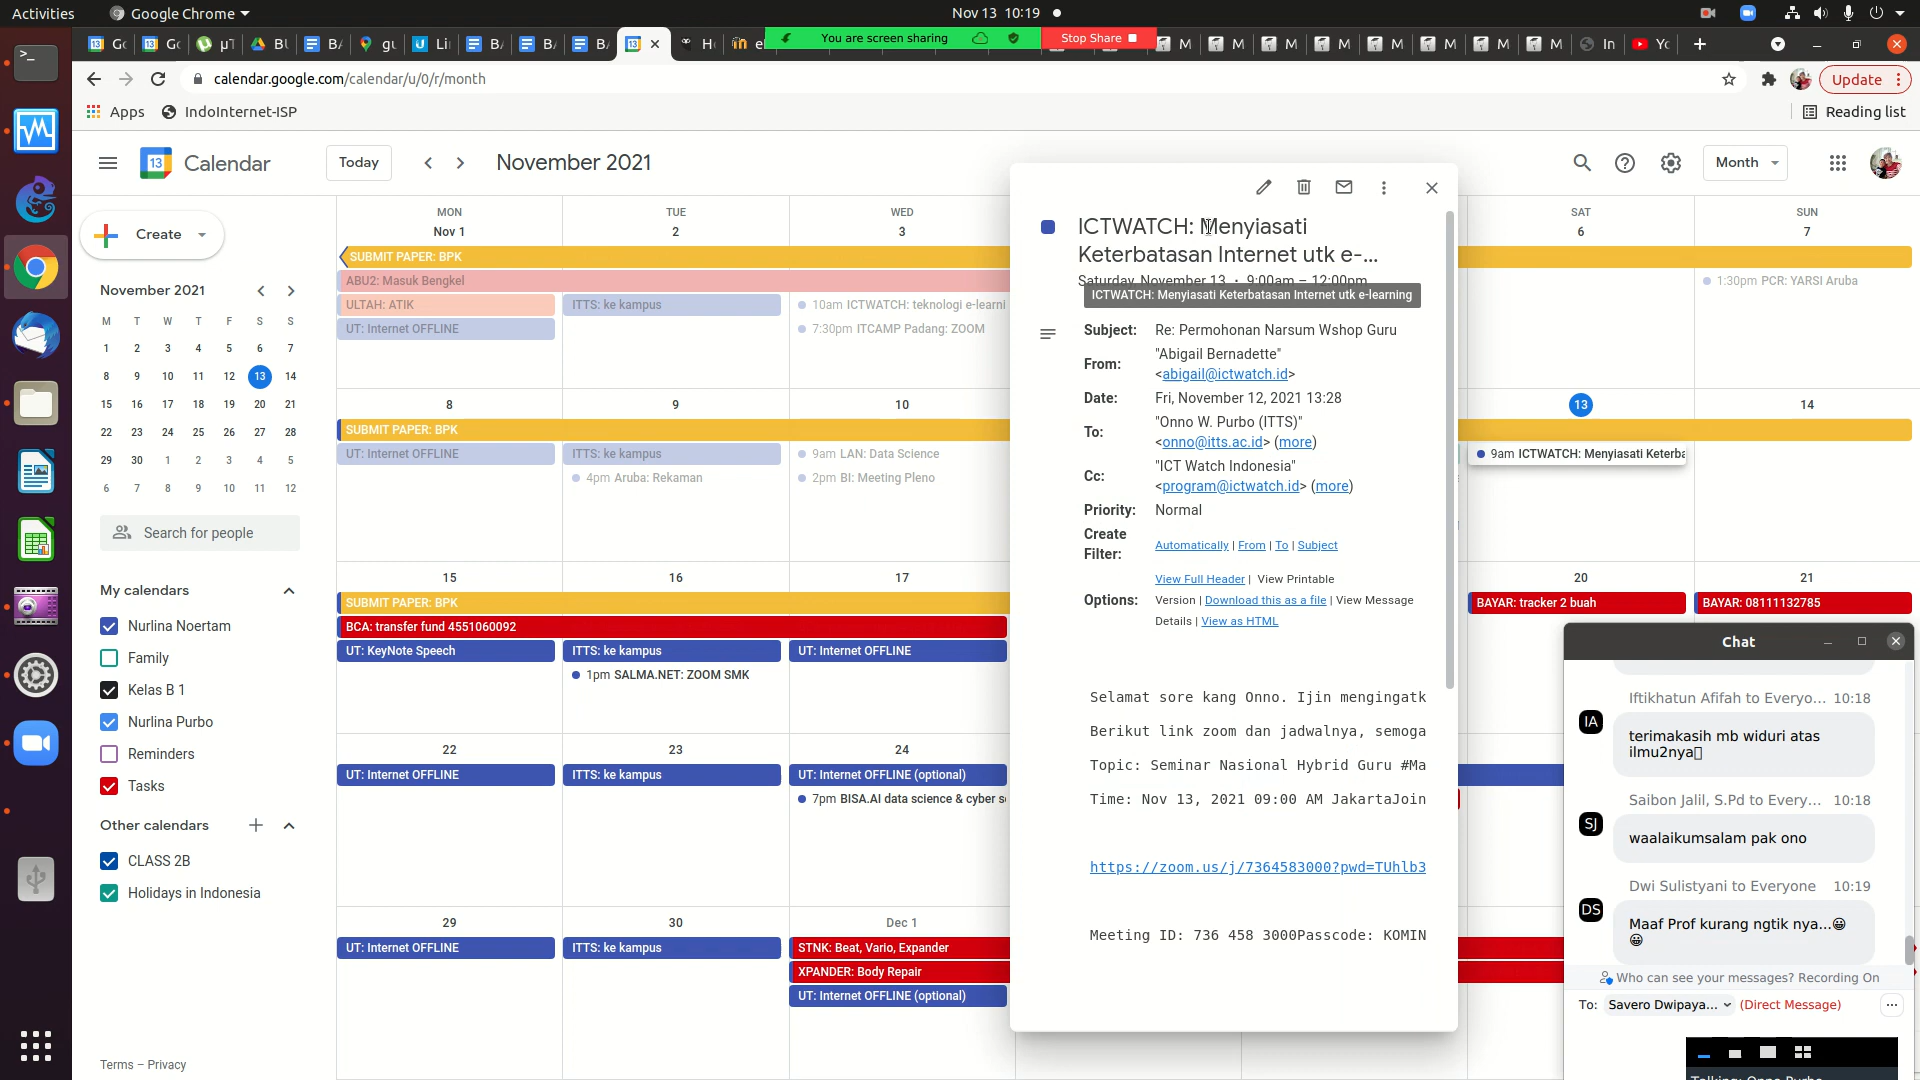 Activities
Google Chrome
Nov 13 10:19
You are screen sharing
Stop Share
calendar.google.com/calendar/u/0/r/month
Update
Apps
IndoInternet-ISP
Reading list
13
Calendar
Today
November 2021
Month
Create
November 2021
M T W T F S S
1 2 3 4 5 6 7
8 9 10 11 12 13 14
15 16 17 18 19 20 21
22 23 24 25 26 27 28
29 30 1 2 3 4 5
6 7 8 9 10 11 12
Search for people
My calendars
Nurlina Noertam
Family
Kelas B 1
Nurlina Purbo
Reminders
Tasks
Other calendars
CLASS 2B
Holidays in Indonesia
Terms – Privacy
MON TUE WED SAT SUN
Nov 1 2 3 6 7
SUBMIT PAPER: BPK
ABU2: Masuk Bengkel
ULTAH: ATIK
ITTS: ke kampus
10am ICTWATCH: teknologi e-learni
1:30pm PCR: YARSI Aruba
UT: Internet OFFLINE
7:30pm ITCAMP Padang: ZOOM
8 9 10 13 14
SUBMIT PAPER: BPK
UT: Internet OFFLINE
ITTS: ke kampus
9am LAN: Data Science
9am ICTWATCH: Menyiasati Keterba
4pm Aruba: Rekaman
2pm BI: Meeting Pleno
15 16 17 20 21
SUBMIT PAPER: BPK
BAYAR: tracker 2 buah
BAYAR: 08111132785
BCA: transfer fund 4551060092
UT: KeyNote Speech
ITTS: ke kampus
UT: Internet OFFLINE
1pm SALMA.NET: ZOOM SMK
22 23 24
UT: Internet OFFLINE
ITTS: ke kampus
UT: Internet OFFLINE (optional)
7pm BISA.AI data science & cyber s
29 30 Dec 1
UT: Internet OFFLINE
ITTS: ke kampus
STNK: Beat, Vario, Expander
XPANDER: Body Repair
UT: Internet OFFLINE (optional)
ICTWATCH: Menyiasati
Keterbatasan Internet utk e-...
Saturday, November 13 · 9:00am – 12:00pm
ICTWATCH: Menyiasati Keterbatasan Internet utk e-learning
Subject: Re: Permohonan Narsum Wshop Guru
From: "Abigail Bernadette"
<abigail@ictwatch.id>
Date: Fri, November 12, 2021 13:28
To: "Onno W. Purbo (ITTS)"
<onno@itts.ac.id> (more)
Cc: "ICT Watch Indonesia"
<program@ictwatch.id> (more)
Priority: Normal
Create
Filter: Automatically | From | To | Subject
View Full Header | View Printable
Options: Version | Download this as a file | View Message
Details | View as HTML
Selamat sore kang Onno. Ijin mengingatk
Berikut link zoom dan jadwalnya, semoga
Topic: Seminar Nasional Hybrid Guru #Ma
Time: Nov 13, 2021 09:00 AM JakartaJoin
https://zoom.us/j/7364583000?pwd=TUhlb3
Meeting ID: 736 458 3000Passcode: KOMIN
Chat
Iftikhatun Afifah to Everyo... 10:18
IA
terimakasih mb widuri atas
ilmu2nya
Saibon Jalil, S.Pd to Every... 10:18
SJ
waalaikumsalam pak ono
Dwi Sulistyani to Everyone 10:19
DS
Maaf Prof kurang ngtik nya...😀
😀
Who can see your messages? Recording On
To: Savero Dwipaya... (Direct Message)